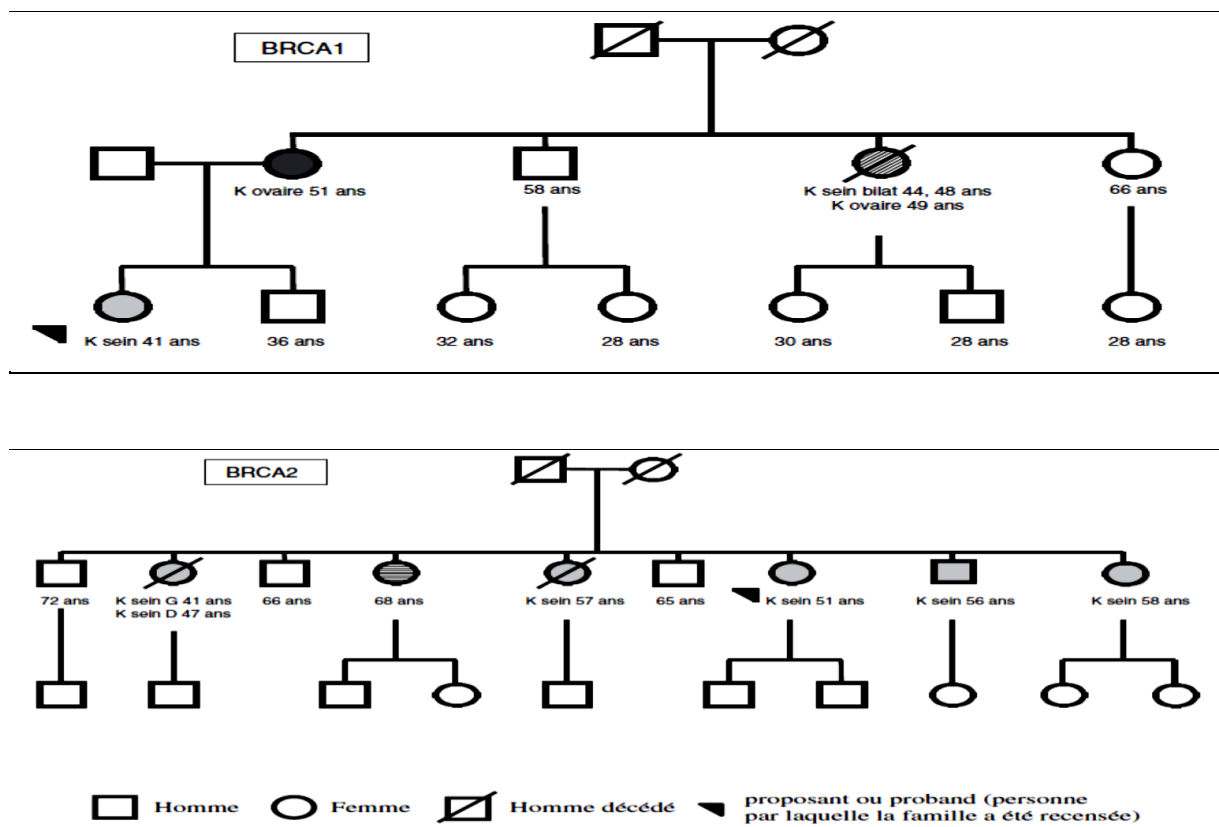 BRCA1
K ovaire 51 ans
58 ans
K sein bilat 44, 48 ans
K ovaire 49 ans
66 ans
K sein 41 ans
36 ans
32 ans
28 ans
30 ans
28 ans
28 ans
BRCA2
72 ans
K sein G 41 ans
K sein D 47 ans
66 ans
68 ans
K sein 57 ans
65 ans
K sein 51 ans
K sein 56 ans
K sein 58 ans
Homme
Femme
Homme décédé
proposant ou proband (personne
par laquelle la famille a été recensée)